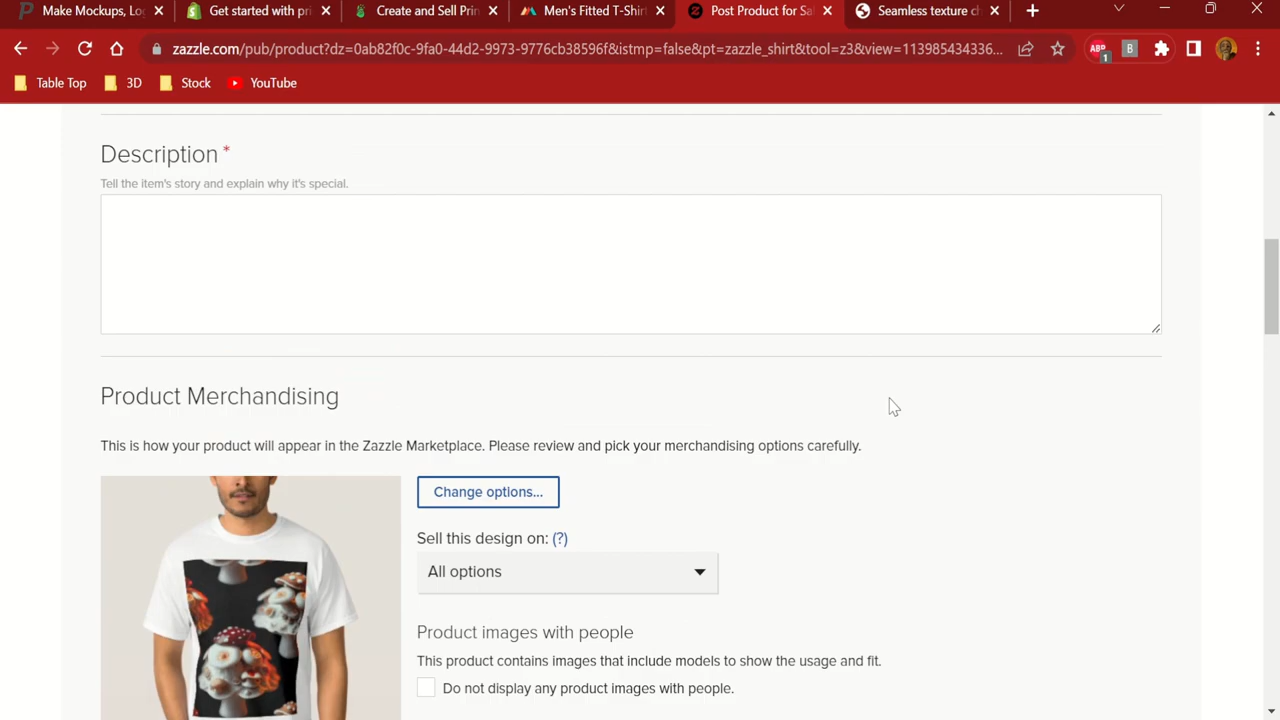 Make Mockups, Lo
Get started with pri
Create and Sell Prin
Men's Fitted T-Shirt
Post Product for Sa
Seamless texture c
zazzle.com/pub/product?dz=0ab82f0c-9fa0-44d2-9973-9776cb38596f&istmp=false&pt=zazzle_shirt&tool=z3&view=113985434336...
ABP
1
B
Table Top
3D
Stock
YouTube
Description *
Tell the item's story and explain why it's special.
Product Merchandising
This is how your product will appear in the Zazzle Marketplace. Please review and pick your merchandising options carefully.
Change options...
Sell this design on: (?)
All options
Product images with people
This product contains images that include models to show the usage and fit.
Do not display any product images with people.